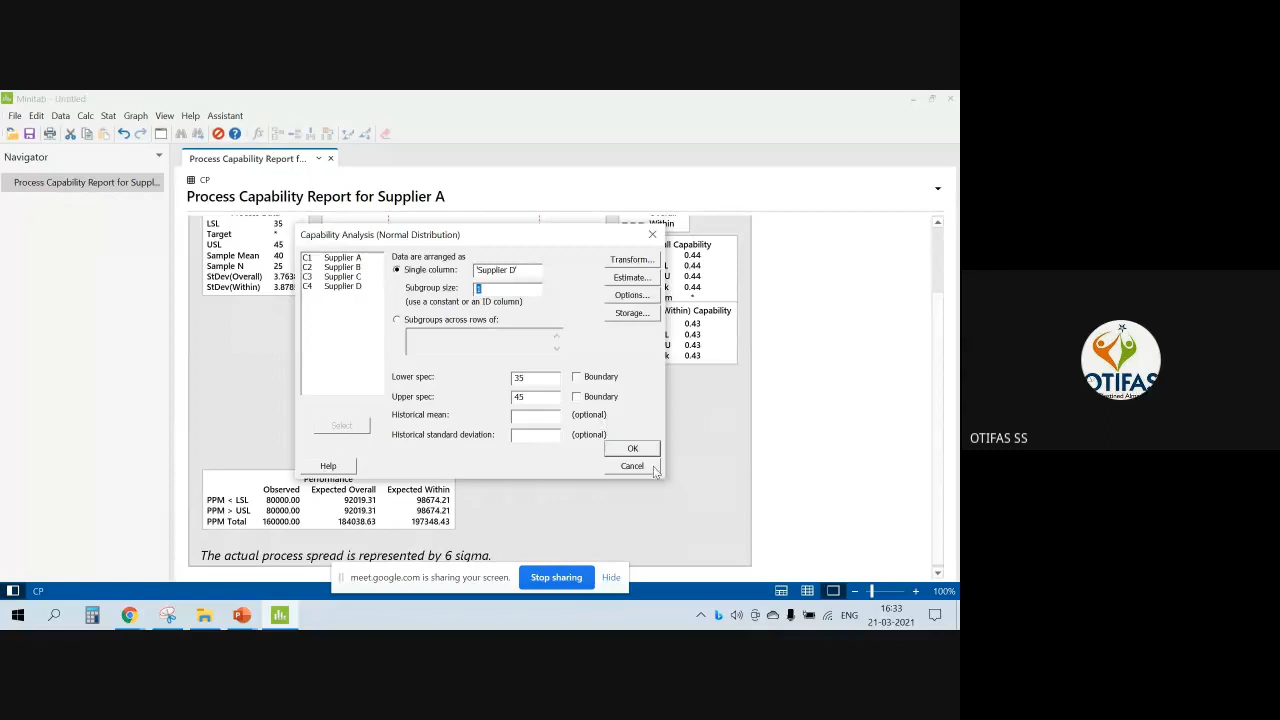 Minitab - Untitled
File Edit Data Calc Stat Graph View Help Assistant
Navigator
Process Capability Report f...
Process Capability Report for Suppl...
CP
Process Capability Report for Supplier A
LSL 35
Target *
USL 45
Sample Mean 40
Sample N 25
StDev(Overall) 3.763
StDev(Within) 3.878
Within
Capability
0.44
0.44
0.44
0.44
*
(Within) Capability
0.43
0.43
0.43
0.43
Capability Analysis (Normal Distribution)
C1 Supplier A
C2 Supplier B
C3 Supplier C
C4 Supplier D
Data are arranged as
Single column: 'Supplier D'
Subgroup size: 1
(use a constant or an ID column)
Subgroups across rows of:
Transform...
Estimate...
Options...
Storage...
Lower spec: 35 Boundary
Upper spec: 45 Boundary
Historical mean: (optional)
Historical standard deviation: (optional)
Select
OK
Help
Cancel
Performance
Observed Expected Overall Expected Within
PPM < LSL 80000.00 92019.31 98674.21
PPM > USL 80000.00 92019.31 98674.21
PPM Total 160000.00 184038.63 197348.43
The actual process spread is represented by 6 sigma.
meet.google.com is sharing your screen. Stop sharing Hide
CP
100%
ENG
16:33
21-03-2021
OTIFAS
OTIFAS SS